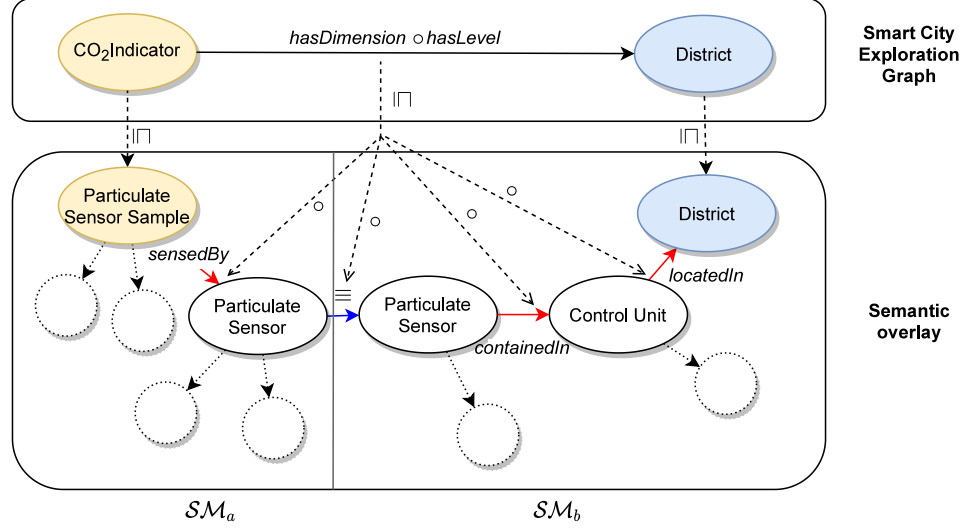 CO₂Indicator
hasDimension ∘ hasLevel
District
Smart City
Exploration
Graph
|⊓
|⊓
|⊓
Particulate
Sensor Sample
District
∘
∘
∘
∘
sensedBy
locatedIn
≡
Particulate
Sensor
Particulate
Sensor
Control Unit
containedIn
Semantic
overlay
𝒮ℳₐ
𝒮ℳ_b